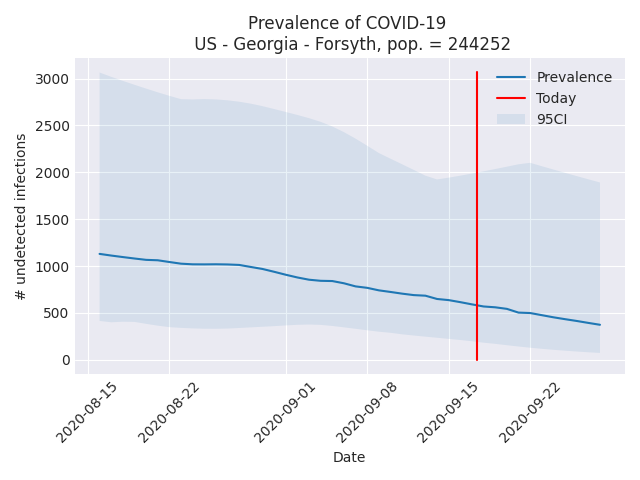 Prevalence of COVID-19
US - Georgia - Forsyth, pop. = 244252
Prevalence
Today
95CI
# undetected infections
3000
2500
2000
1500
1000
500
0
2020-08-15
2020-08-22
2020-09-01
2020-09-08
2020-09-15
2020-09-22
Date